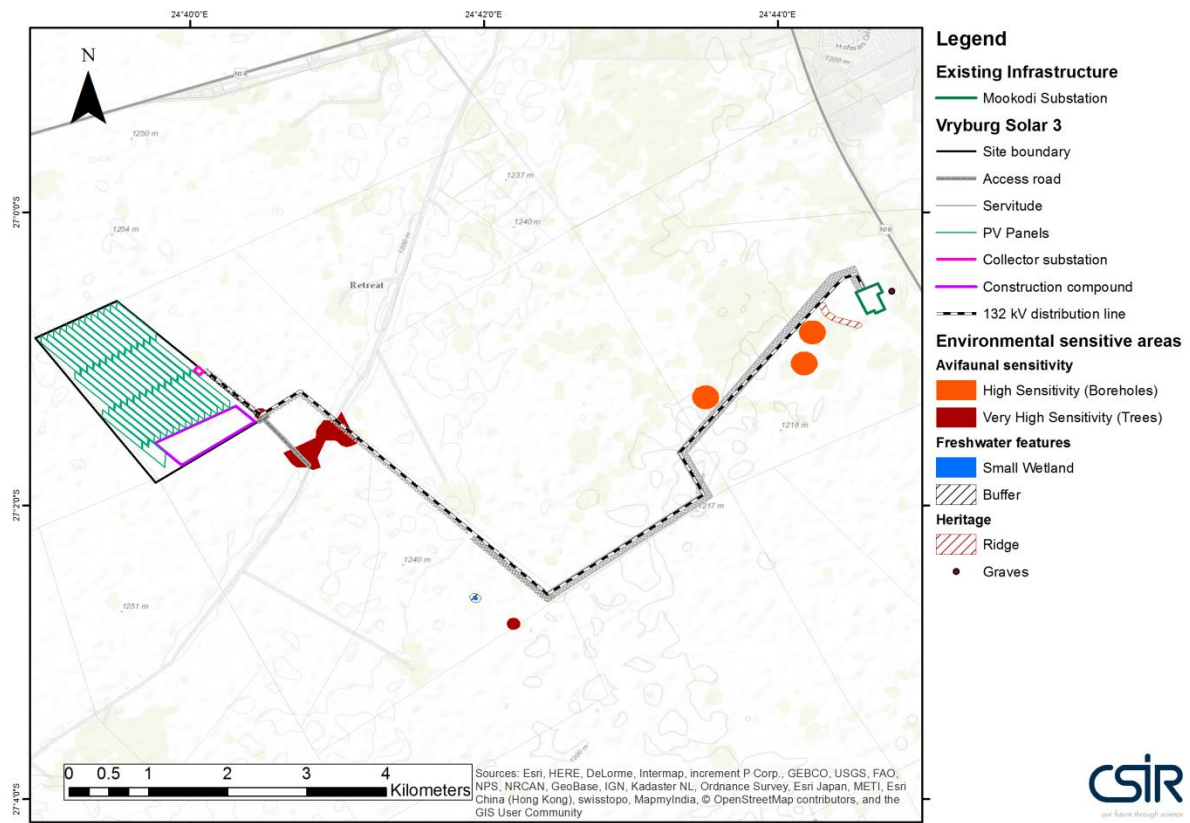 24°40'0"E
24°42'0"E
24°44'0"E
N
N14
Hofman
1200 m
1250 m
1237 m
1240 m
1254 m
1200 m
27°0'0"S
Retreat
N18
1218 m
1217 m
27°2'0"S
1240 m
1251 m
1200 m
27°4'0"S
0 0.5 1 2 3 4
Kilometers
Sources: Esri, HERE, DeLorme, Intermap, increment P Corp., GEBCO, USGS, FAO,
NPS, NRCAN, GeoBase, IGN, Kadaster NL, Ordnance Survey, Esri Japan, METI, Esri
China (Hong Kong), swisstopo, MapmyIndia, © OpenStreetMap contributors, and the
GIS User Community
Legend
Existing Infrastructure
Mookodi Substation
Vryburg Solar 3
Site boundary
Access road
Servitude
PV Panels
Collector substation
Construction compound
132 kV distribution line
Environmental sensitive areas
Avifaunal sensitivity
High Sensitivity (Boreholes)
Very High Sensitivity (Trees)
Freshwater features
Small Wetland
Buffer
Heritage
Ridge
Graves
CSIR
our future through science